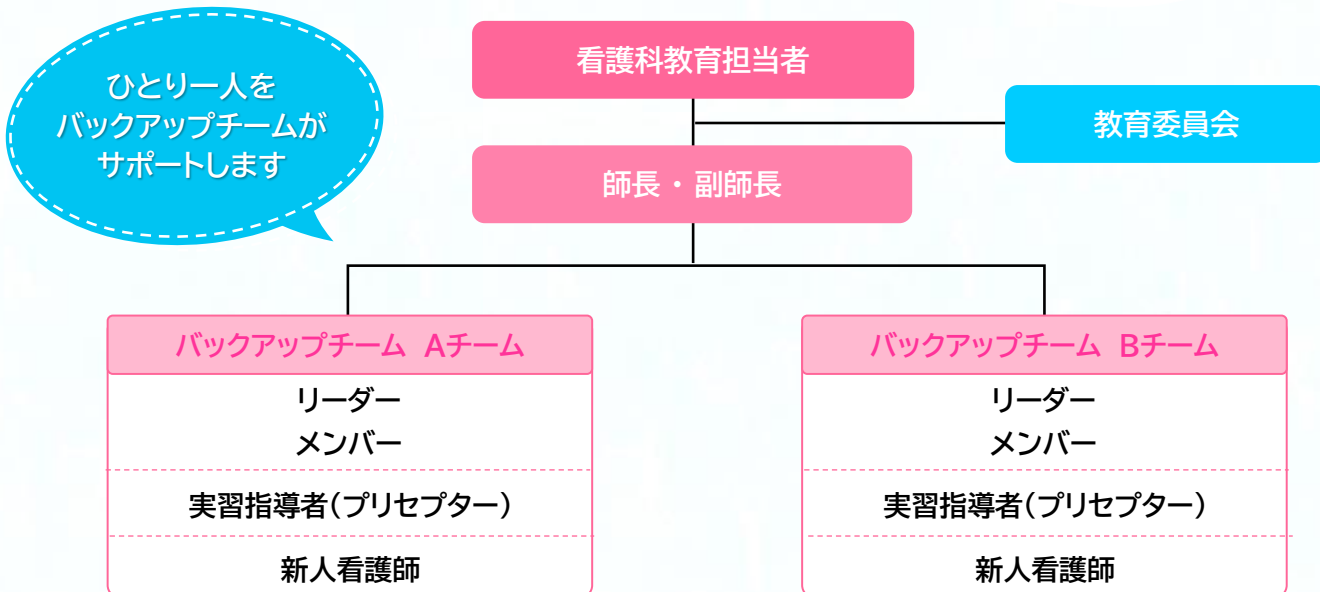 ひとり一人を
バックアップチームが
サポートします
看護科教育担当者
教育委員会
師長・副師長
バックアップチーム Aチーム
リーダー
メンバー
実習指導者(プリセプター)
新人看護師
バックアップチーム Bチーム
リーダー
メンバー
実習指導者(プリセプター)
新人看護師